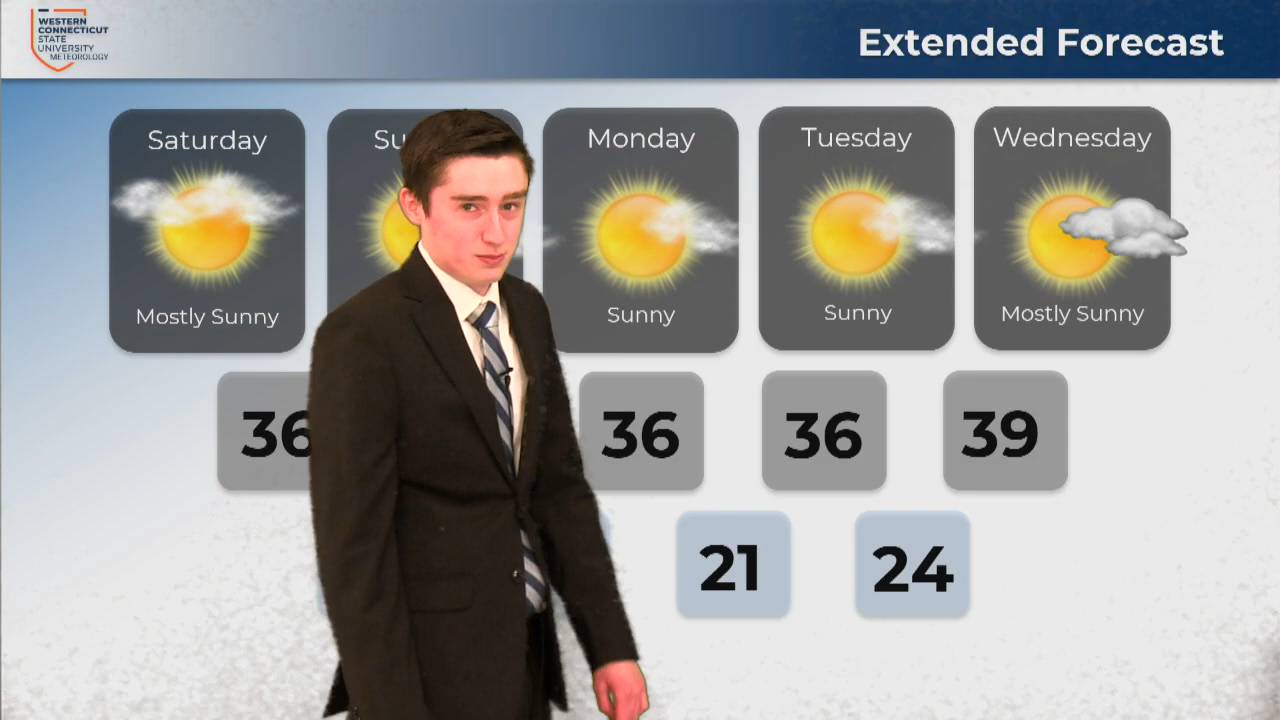 WESTERN
CONNECTICUT
STATE
UNIVERSITY
METEOROLOGY
Extended Forecast
Saturday
Su
Monday
Tuesday
Wednesday
Mostly Sunny
Sunny
Sunny
Mostly Sunny
36
36
36
39
21
24